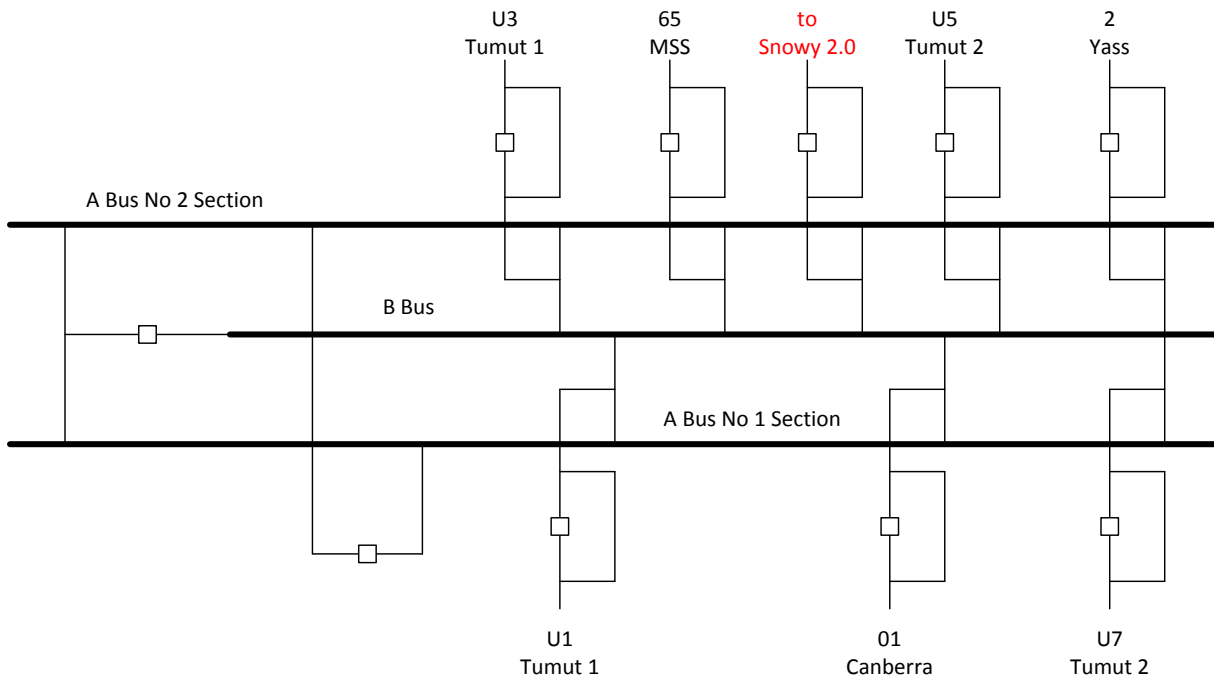 U3
Tumut 1
65
MSS
to
Snowy 2.0
U5
Tumut 2
2
Yass
A Bus No 2 Section
B Bus
A Bus No 1 Section
U1
Tumut 1
01
Canberra
U7
Tumut 2